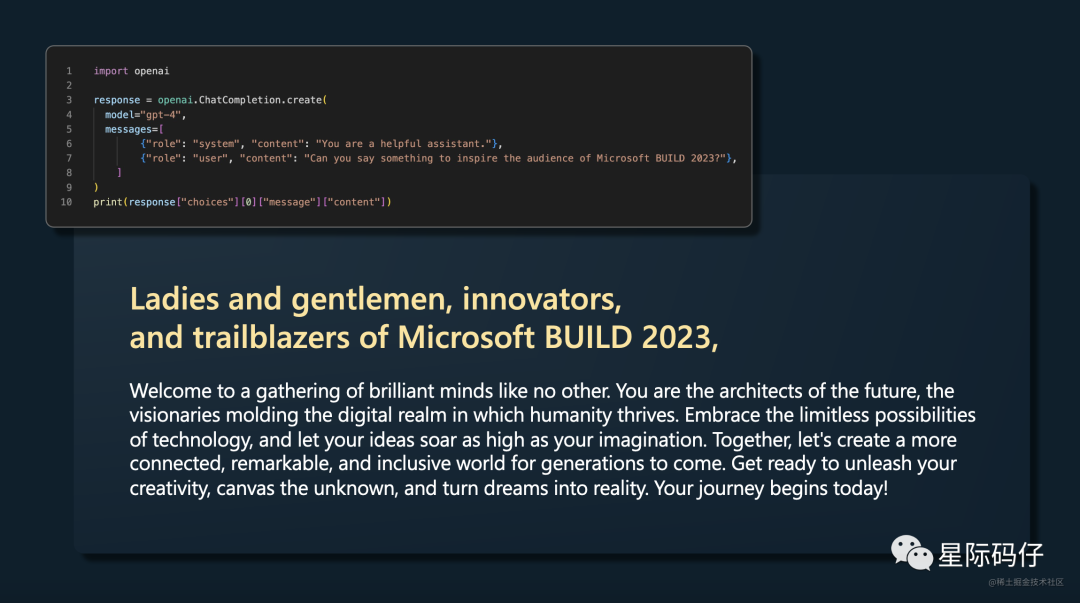 1 import openai
2
3 response = openai.ChatCompletion.create(
4 model="gpt-4",
5 messages=[
6 {"role": "system", "content": "You are a helpful assistant."},
7 {"role": "user", "content": "Can you say something to inspire the audience of Microsoft BUILD 2023?"},
8 ]
9 )
10 print(response["choices"][0]["message"]["content"])
Ladies and gentlemen, innovators,
and trailblazers of Microsoft BUILD 2023,
Welcome to a gathering of brilliant minds like no other. You are the architects of the future, the
visionaries molding the digital realm in which humanity thrives. Embrace the limitless possibilities
of technology, and let your ideas soar as high as your imagination. Together, let's create a more
connected, remarkable, and inclusive world for generations to come. Get ready to unleash your
creativity, canvas the unknown, and turn dreams into reality. Your journey begins today!
星际码仔
@稀土掘金技术社区